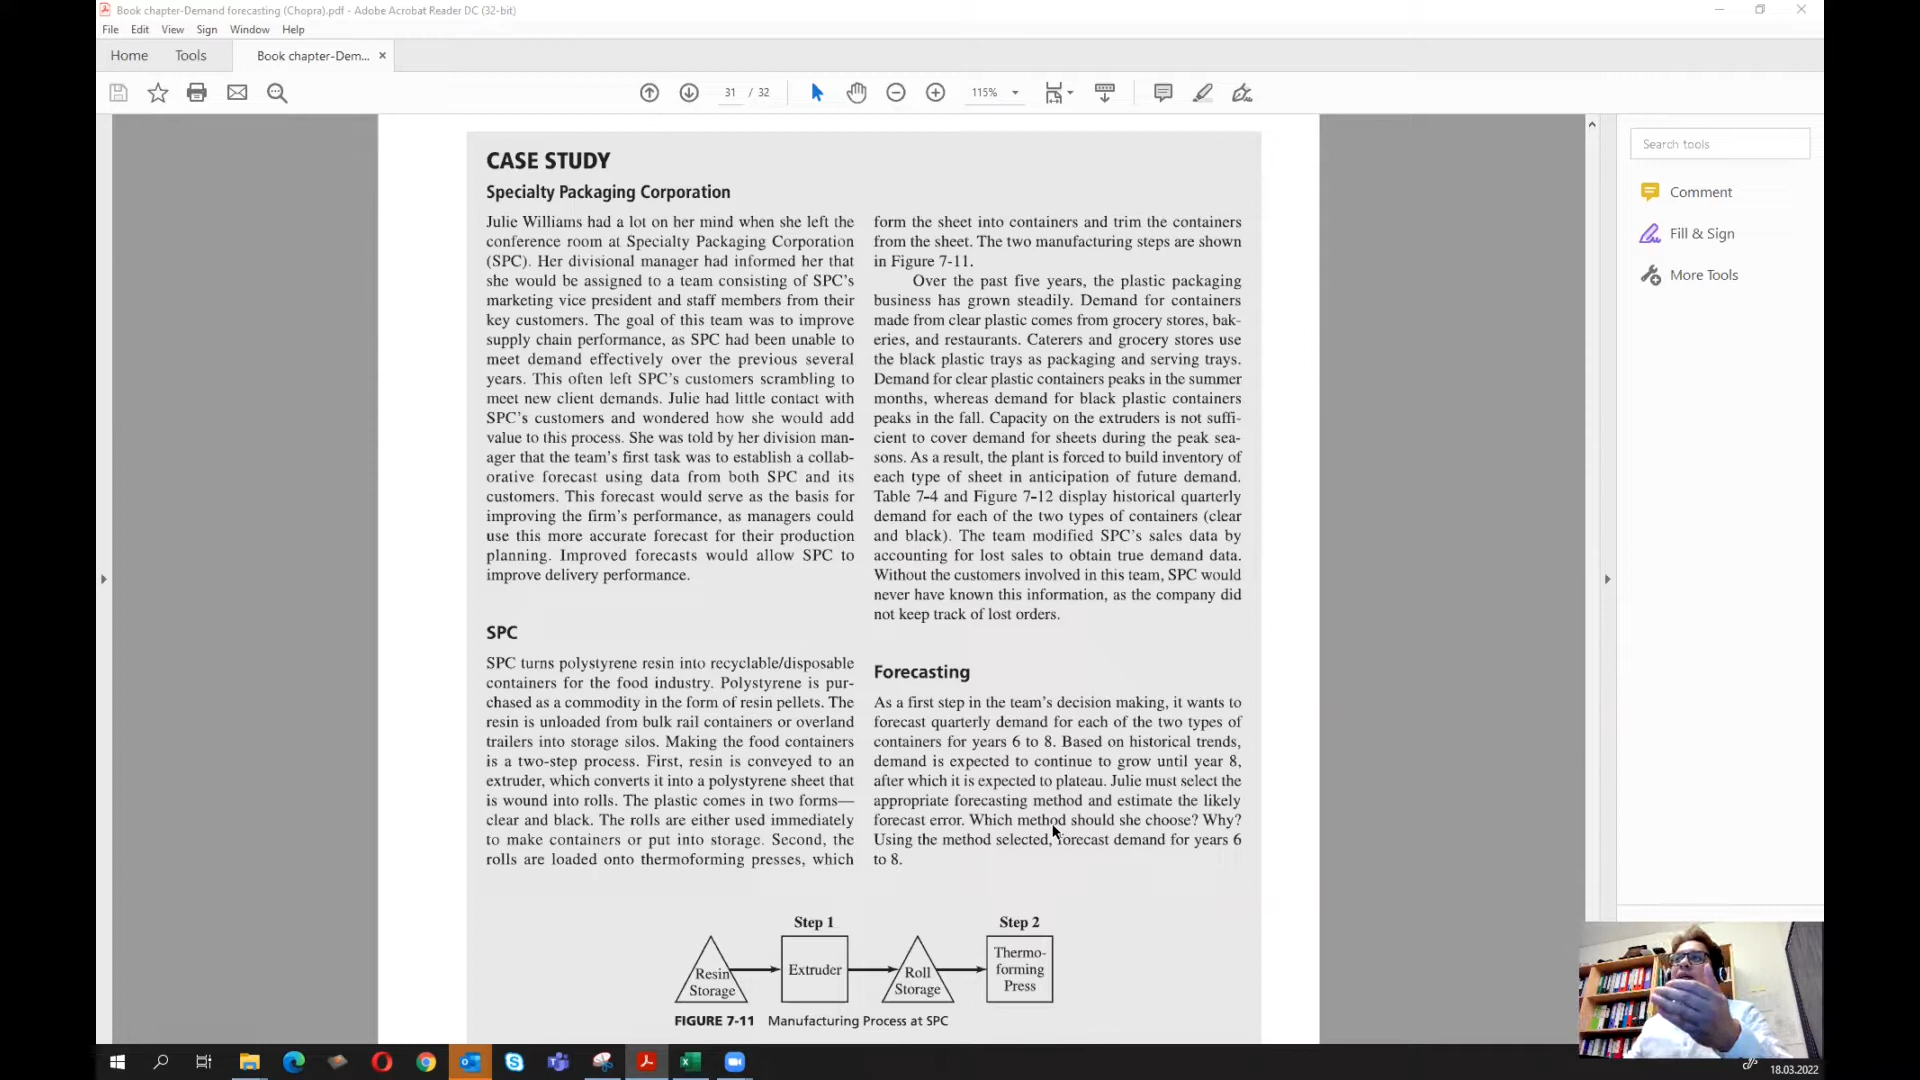 Book chapter-Demand forecasting (Chopra).pdf - Adobe Acrobat Reader DC (32-bit)
File Edit View Sign Window Help
Home Tools Book chapter-Dem... ×
31 / 32 115%
Search tools
Comment
Fill & Sign
More Tools
CASE STUDY
Specialty Packaging Corporation
Julie Williams had a lot on her mind when she left the
conference room at Specialty Packaging Corporation
(SPC). Her divisional manager had informed her that
she would be assigned to a team consisting of SPC's
marketing vice president and staff members from their
key customers. The goal of this team was to improve
supply chain performance, as SPC had been unable to
meet demand effectively over the previous several
years. This often left SPC's customers scrambling to
meet new client demands. Julie had little contact with
SPC's customers and wondered how she would add
value to this process. She was told by her division man-
ager that the team's first task was to establish a collab-
orative forecast using data from both SPC and its
customers. This forecast would serve as the basis for
improving the firm's performance, as managers could
use this more accurate forecast for their production
planning. Improved forecasts would allow SPC to
improve delivery performance.
SPC
SPC turns polystyrene resin into recyclable/disposable
containers for the food industry. Polystyrene is pur-
chased as a commodity in the form of resin pellets. The
resin is unloaded from bulk rail containers or overland
trailers into storage silos. Making the food containers
is a two-step process. First, resin is conveyed to an
extruder, which converts it into a polystyrene sheet that
is wound into rolls. The plastic comes in two forms—
clear and black. The rolls are either used immediately
to make containers or put into storage. Second, the
rolls are loaded onto thermoforming presses, which
form the sheet into containers and trim the containers
from the sheet. The two manufacturing steps are shown
in Figure 7-11.
Over the past five years, the plastic packaging
business has grown steadily. Demand for containers
made from clear plastic comes from grocery stores, bak-
eries, and restaurants. Caterers and grocery stores use
the black plastic trays as packaging and serving trays.
Demand for clear plastic containers peaks in the summer
months, whereas demand for black plastic containers
peaks in the fall. Capacity on the extruders is not suffi-
cient to cover demand for sheets during the peak sea-
sons. As a result, the plant is forced to build inventory of
each type of sheet in anticipation of future demand.
Table 7-4 and Figure 7-12 display historical quarterly
demand for each of the two types of containers (clear
and black). The team modified SPC's sales data by
accounting for lost sales to obtain true demand data.
Without the customers involved in this team, SPC would
never have known this information, as the company did
not keep track of lost orders.
Forecasting
As a first step in the team's decision making, it wants to
forecast quarterly demand for each of the two types of
containers for years 6 to 8. Based on historical trends,
demand is expected to continue to grow until year 8,
after which it is expected to plateau. Julie must select the
appropriate forecasting method and estimate the likely
forecast error. Which method should she choose? Why?
Using the method selected, forecast demand for years 6
to 8.
Step 1
Step 2
Resin
Storage
Extruder
Roll
Storage
Thermo-
forming
Press
FIGURE 7-11 Manufacturing Process at SPC
18.03.2022